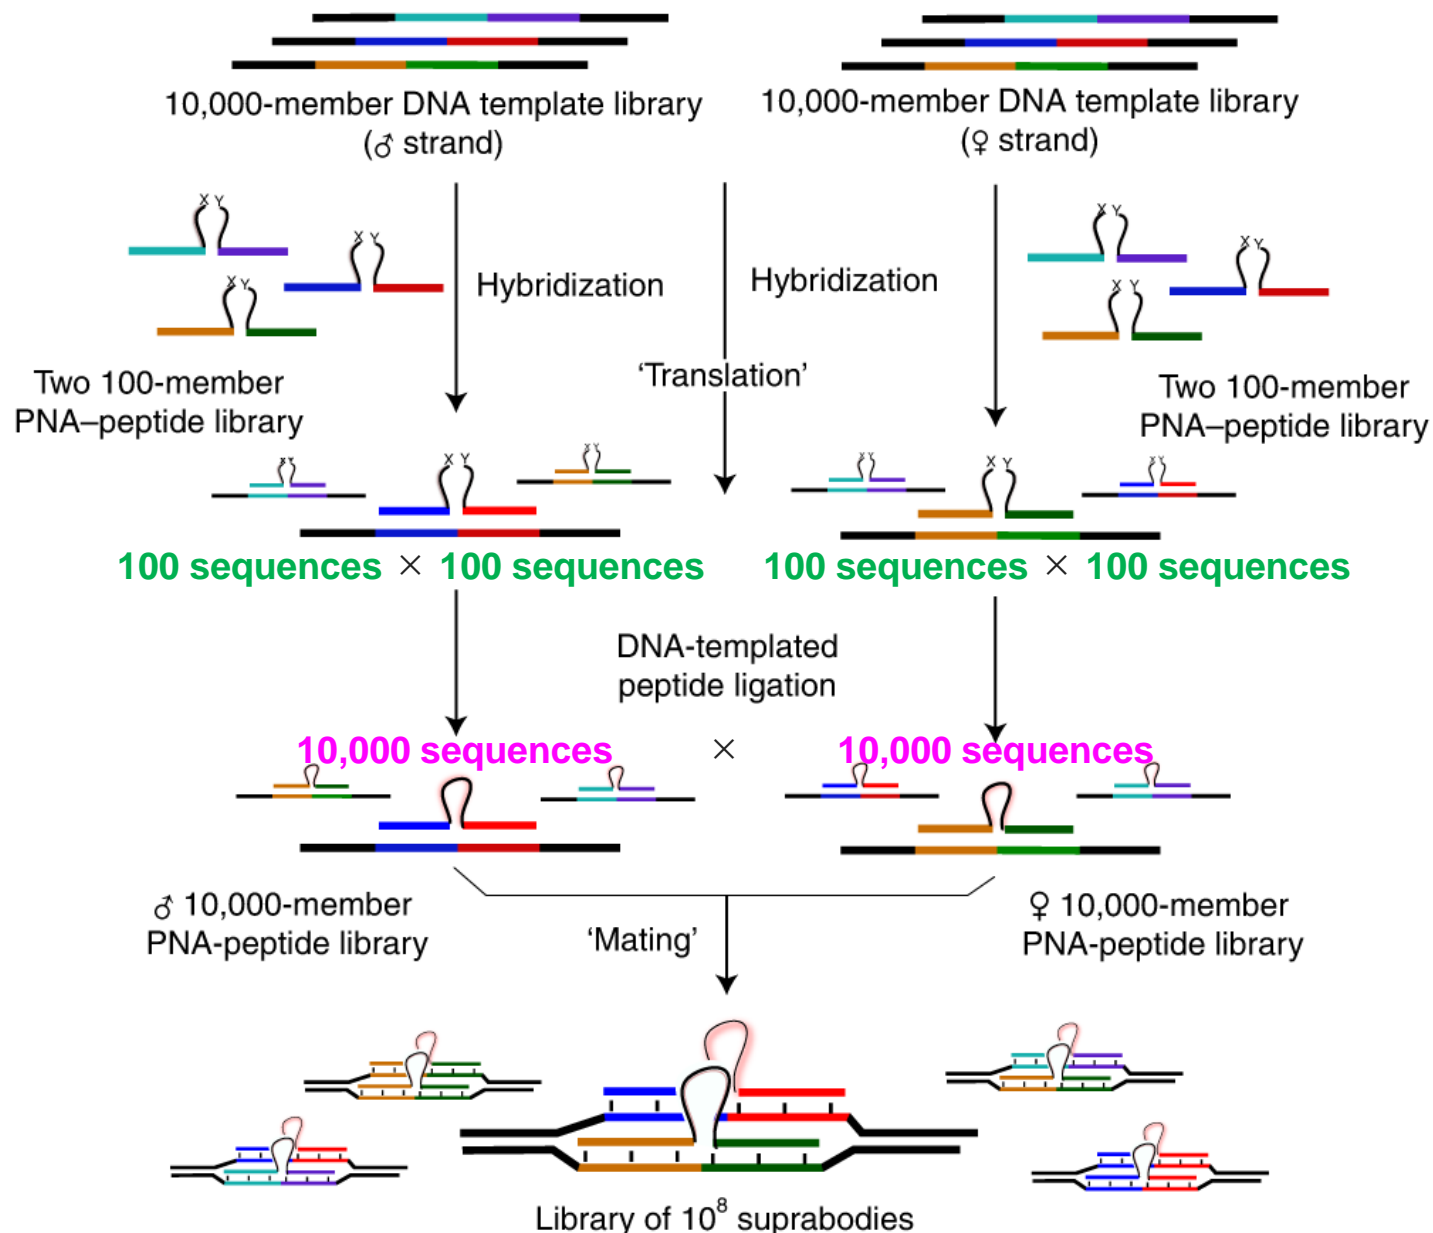 10,000-member DNA template library
(♂ strand)
10,000-member DNA template library
(♀ strand)
X Y
X Y
X Y
Hybridization
Two 100-member
PNA–peptide library
Hybridization
‘Translation’
X Y
X Y
X Y
Two 100-member
PNA–peptide library
X Y
X Y
X Y
X Y
X Y
X Y
100 sequences × 100 sequences
100 sequences × 100 sequences
DNA-templated
peptide ligation
10,000 sequences × 10,000 sequences
♂ 10,000-member
PNA-peptide library
‘Mating’
♀ 10,000-member
PNA-peptide library
Library of 10⁸ suprabodies